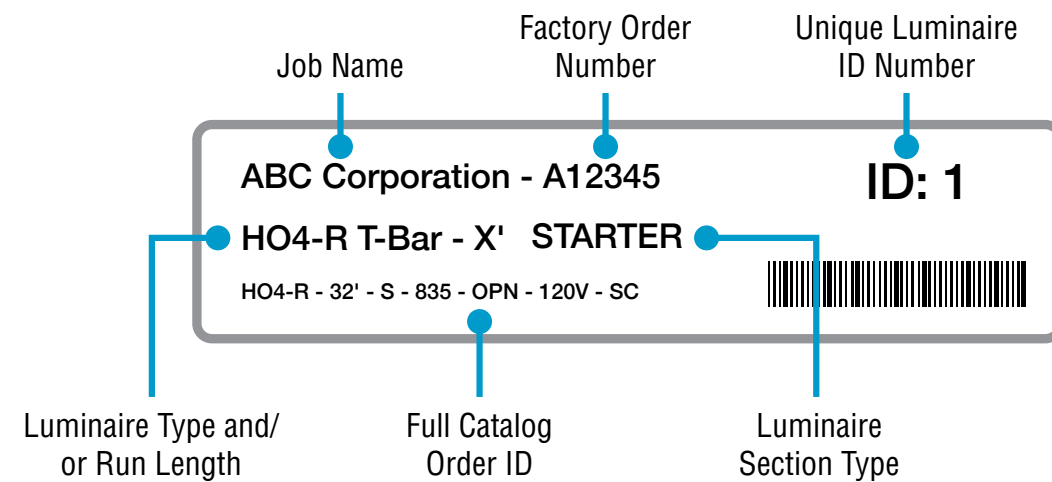 Job Name
Factory Order
Number
Unique Luminaire
ID Number
ABC Corporation - A12345
ID: 1
HO4-R T-Bar - X' STARTER
HO4-R - 32' - S - 835 - OPN - 120V - SC
Luminaire Type and/
or Run Length
Full Catalog
Order ID
Luminaire
Section Type